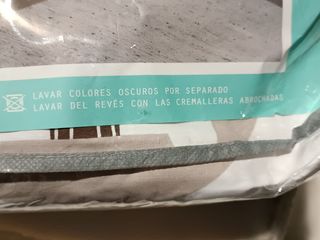 LAVAR COLORES OSCUROS POR SEPARADO
LAVAR DEL REVÉS CON LAS CREMALLERAS ABROCHADAS